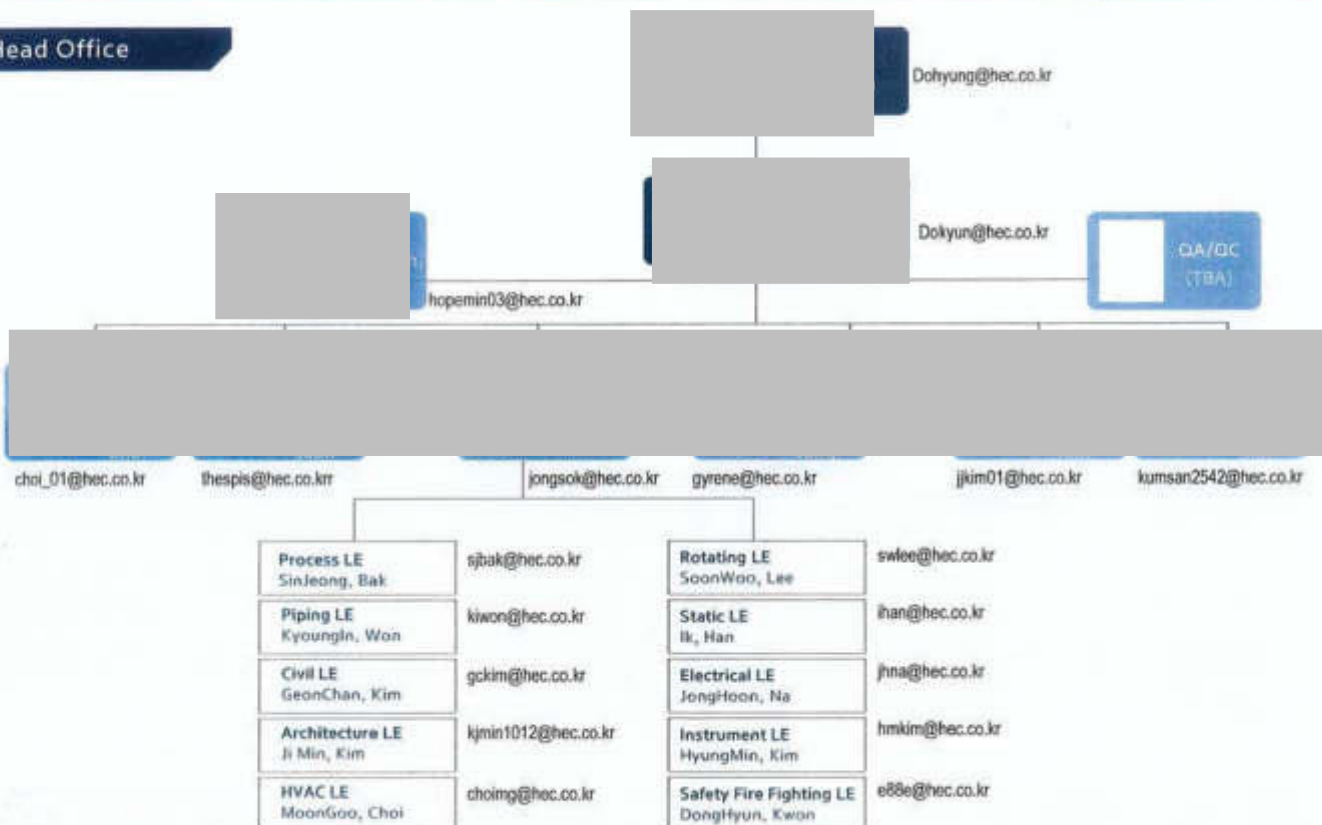 Head Office
Dohyung@hec.co.kr
Dokyun@hec.co.kr
QA/QC
(TBA)
hopemin03@hec.co.kr
choi_01@hec.co.kr
thespis@hec.co.krr
jongsok@hec.co.kr
gyrene@hec.co.kr
jjkim01@hec.co.kr
kumsan2542@hec.co.kr
Process LE
SinJeong, Bak
sjbak@hec.co.kr
Piping LE
KyoungIn, Won
kiwon@hec.co.kr
Civil LE
GeonChan, Kim
gckim@hec.co.kr
Architecture LE
Ji Min, Kim
kjmin1012@hec.co.kr
HVAC LE
MoonGoo, Choi
choimg@hec.co.kr
Rotating LE
SoonWoo, Lee
swlee@hec.co.kr
Static LE
Ik, Han
ihan@hec.co.kr
Electrical LE
JongHoon, Na
jhna@hec.co.kr
Instrument LE
HyungMin, Kim
hmkim@hec.co.kr
Safety Fire Fighting LE
DongHyun, Kwon
e88e@hec.co.kr